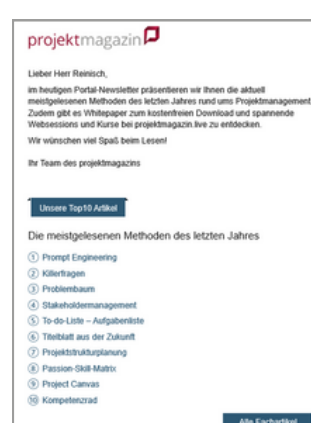 projektmagazin
Lieber Herr Reinisch,
im heutigen Portal-Newsletter präsentieren wir Ihnen die aktuell
meistgelesenen Methoden des letzten Jahres rund ums Projektmanagement.
Zudem gibt es Whitepaper zum kostenfreien Download und spannende
Websessions und Kurse bei projektmagazin.live zu entdecken.
Wir wünschen viel Spaß beim Lesen!
Ihr Team des projektmagazins
Unsere Top10 Artikel
Die meistgelesenen Methoden des letzten Jahres
1 Prompt Engineering
2 Killerfragen
3 Problembaum
4 Stakeholdermanagement
5 To-do-Liste – Aufgabenliste
6 Titelblatt aus der Zukunft
7 Projektstrukturplanung
8 Passion-Skill-Matrix
9 Project Canvas
10 Kompetenzrad
Alle Fachartikel